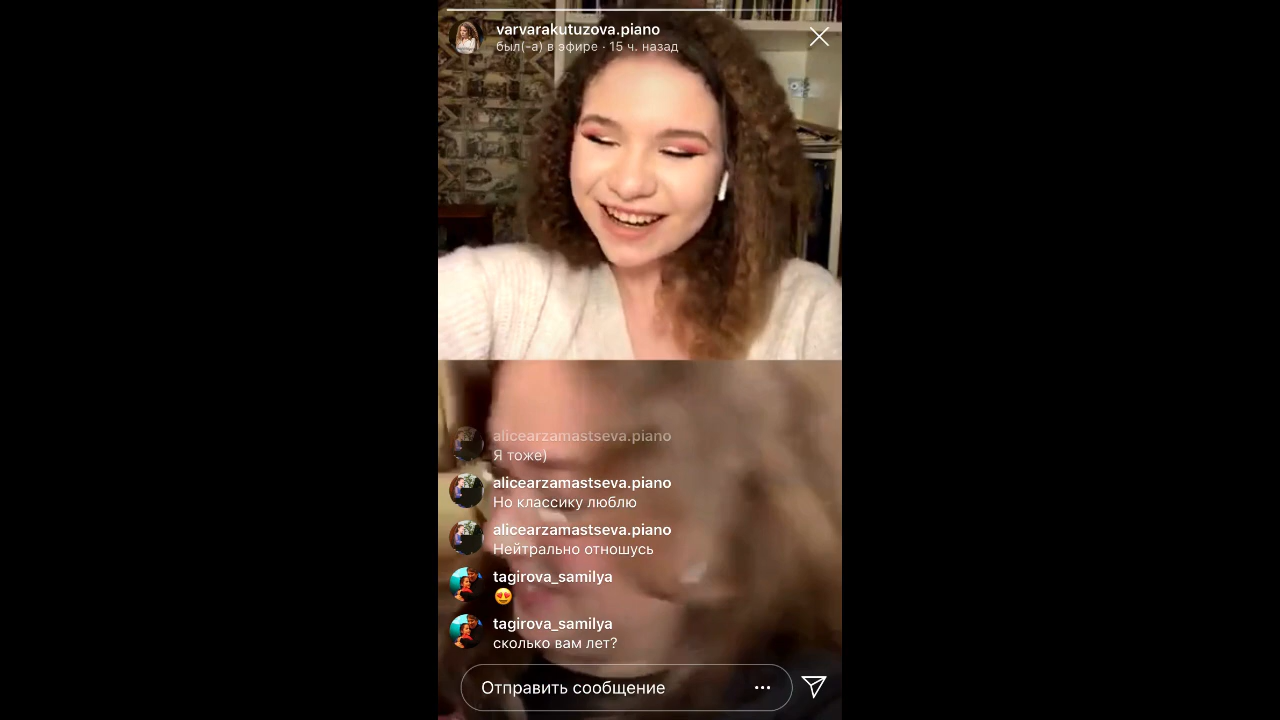 varvarakutuzova.piano
был(-а) в эфире · 15 ч. назад
alicearzamastseva.piano
Я тоже)
alicearzamastseva.piano
Но классику люблю
alicearzamastseva.piano
Нейтрально отношусь
tagirova_samilya
😍
tagirova_samilya
сколько вам лет?
Отправить сообщение